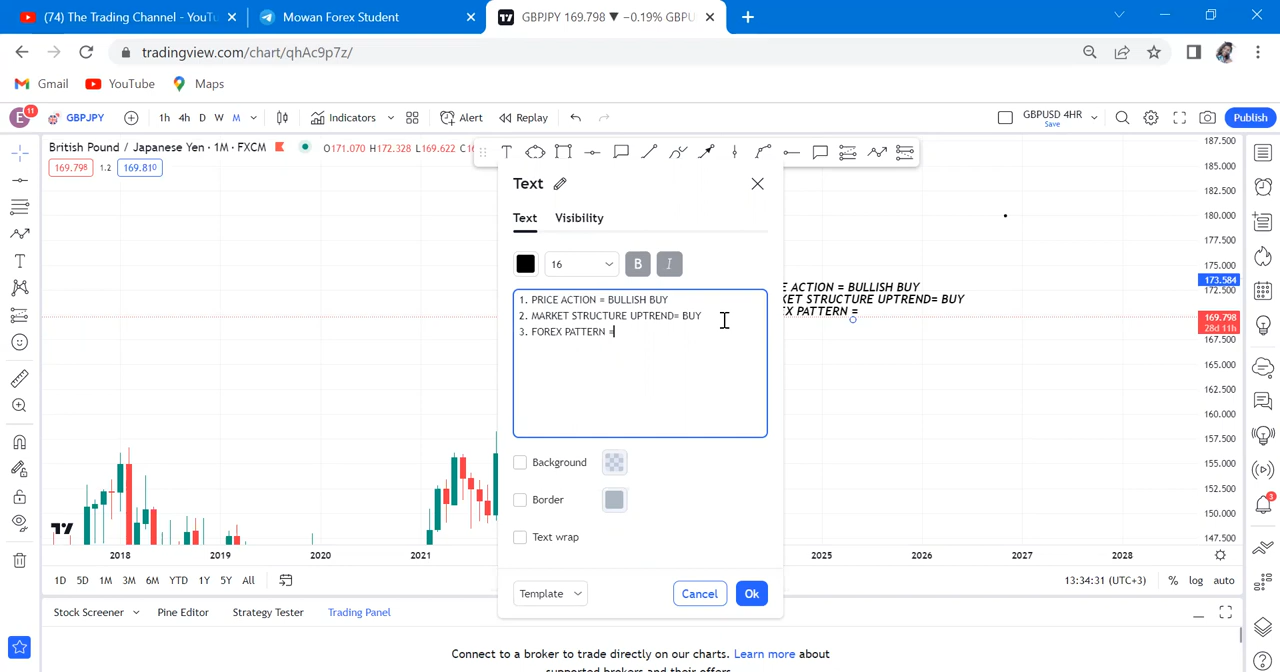 (74) The Trading Channel - YouTu
Mowan Forex Student
GBPJPY 169.798 ▼ −0.19% GBPU
tradingview.com/chart/qhAc9p7z/
Gmail
YouTube
Maps
E
11
GBPJPY
1h 4h D W M
Indicators
Alert
Replay
GBPUSD 4HR
Save
Publish
British Pound / Japanese Yen · 1M · FXCM
O171.070 H172.328 L169.622
169.798
1.2
169.810
Text
Text
Visibility
16
B
I
1. PRICE ACTION = BULLISH BUY
2. MARKET STRUCTURE UPTREND= BUY
3. FOREX PATTERN =
Background
Border
Text wrap
Template
Cancel
Ok
ACTION = BULLISH BUY
STRUCTURE UPTREND= BUY
PATTERN =
187.500
185.000
182.500
180.000
177.500
175.000
173.584
172.500
169.798
28d 11h
167.500
165.000
162.500
160.000
157.500
155.000
152.500
150.000
147.500
2018
2019
2020
2021
2025
2026
2027
2028
1D 5D 1M 3M 6M YTD 1Y 5Y All
13:34:31 (UTC+3)
% log auto
Stock Screener
Pine Editor
Strategy Tester
Trading Panel
3
Connect to a broker to trade directly on our charts. Learn more about
supported brokers and their offers.